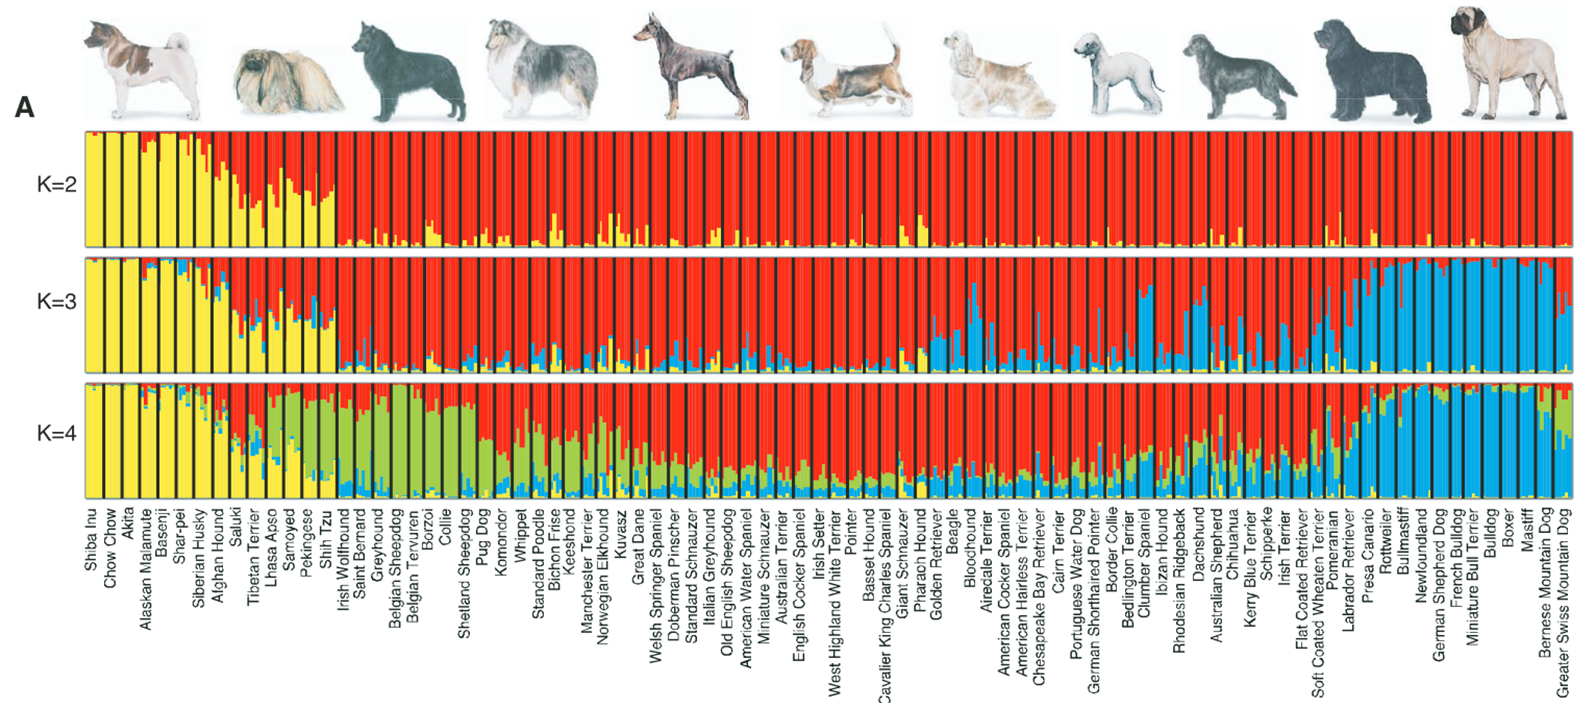 A
K=2
K=3
K=4
Shiba Inu
Chow Chow
Akita
Alaskan Malamute
Basenji
Shar-pei
Siberian Husky
Afghan Hound
Saluki
Tibetan Terrier
Lhasa Apso
Samoyed
Pekingese
Shih Tzu
Irish Wolfhound
Saint Bernard
Greyhound
Belgian Sheepdog
Belgian Tervuren
Borzoi
Collie
Shetland Sheepdog
Pug Dog
Komondor
Whippet
Standard Poodle
Bichon Frise
Keeshond
Manchester Terrier
Norwegian Elkhound
Kuvasz
Great Dane
Welsh Springer Spaniel
Doberman Pinscher
Standard Schnauzer
Italian Greyhound
Old English Sheepdog
American Water Spaniel
Miniature Schnauzer
Australian Terrier
English Cocker Spaniel
Irish Setter
West Highland White Terrier
Pointer
Basset Hound
Cavalier King Charles Spaniel
Giant Schnauzer
Pharaoh Hound
Golden Retriever
Beagle
Bloodhound
Airedale Terrier
American Cocker Spaniel
American Hairless Terrier
Chesapeake Bay Retriever
Cairn Terrier
Portuguese Water Dog
German Shorthaired Pointer
Border Collie
Bedlington Terrier
Clumber Spaniel
Ibizan Hound
Rhodesian Ridgeback
Dachshund
Australian Shepherd
Chihuahua
Kerry Blue Terrier
Schipperke
Irish Terrier
Flat Coated Retriever
Soft Coated Wheaten Terrier
Pomeranian
Labrador Retriever
Presa Canario
Rottweiler
Bullmastiff
Newfoundland
German Shepherd Dog
French Bulldog
Miniature Bull Terrier
Bulldog
Boxer
Mastiff
Bernese Mountain Dog
Greater Swiss Mountain Dog